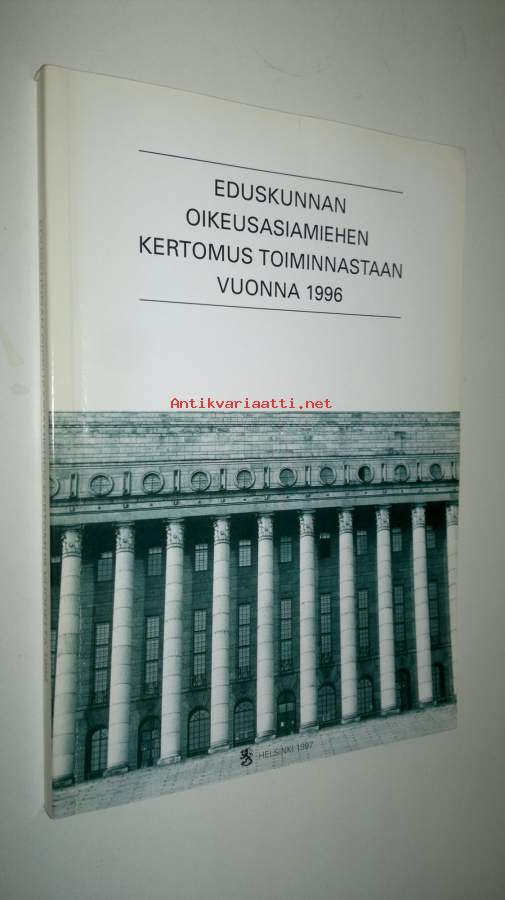 EDUSKUNNAN
OIKEUSASIAMIEHEN
KERTOMUS TOIMINNASTAAN
VUONNA 1996
Antikvariaatti.net
HELSINKI 1997